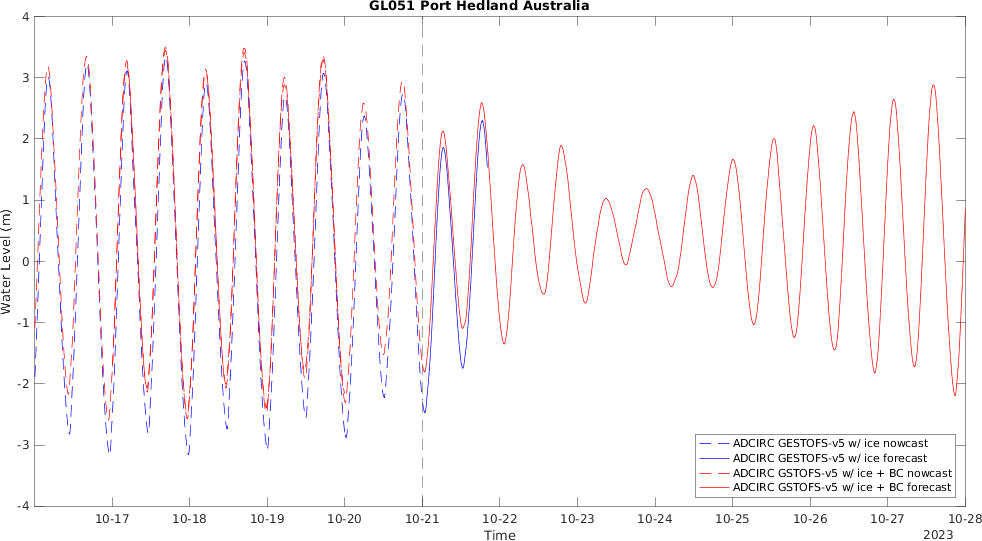 GL051 Port Hedland Australia
4
3
2
1
0
-1
-2
-3
-4
Water Level (m)
ADCIRC GESTOFS-v5 w/ ice nowcast
ADCIRC GESTOFS-v5 w/ ice forecast
ADCIRC GSTOFS-v5 w/ ice + BC nowcast
ADCIRC GSTOFS-v5 w/ ice + BC forecast
10-17 10-18 10-19 10-20 10-21 10-22 10-23 10-24 10-25 10-26 10-27 10-28
Time
2023